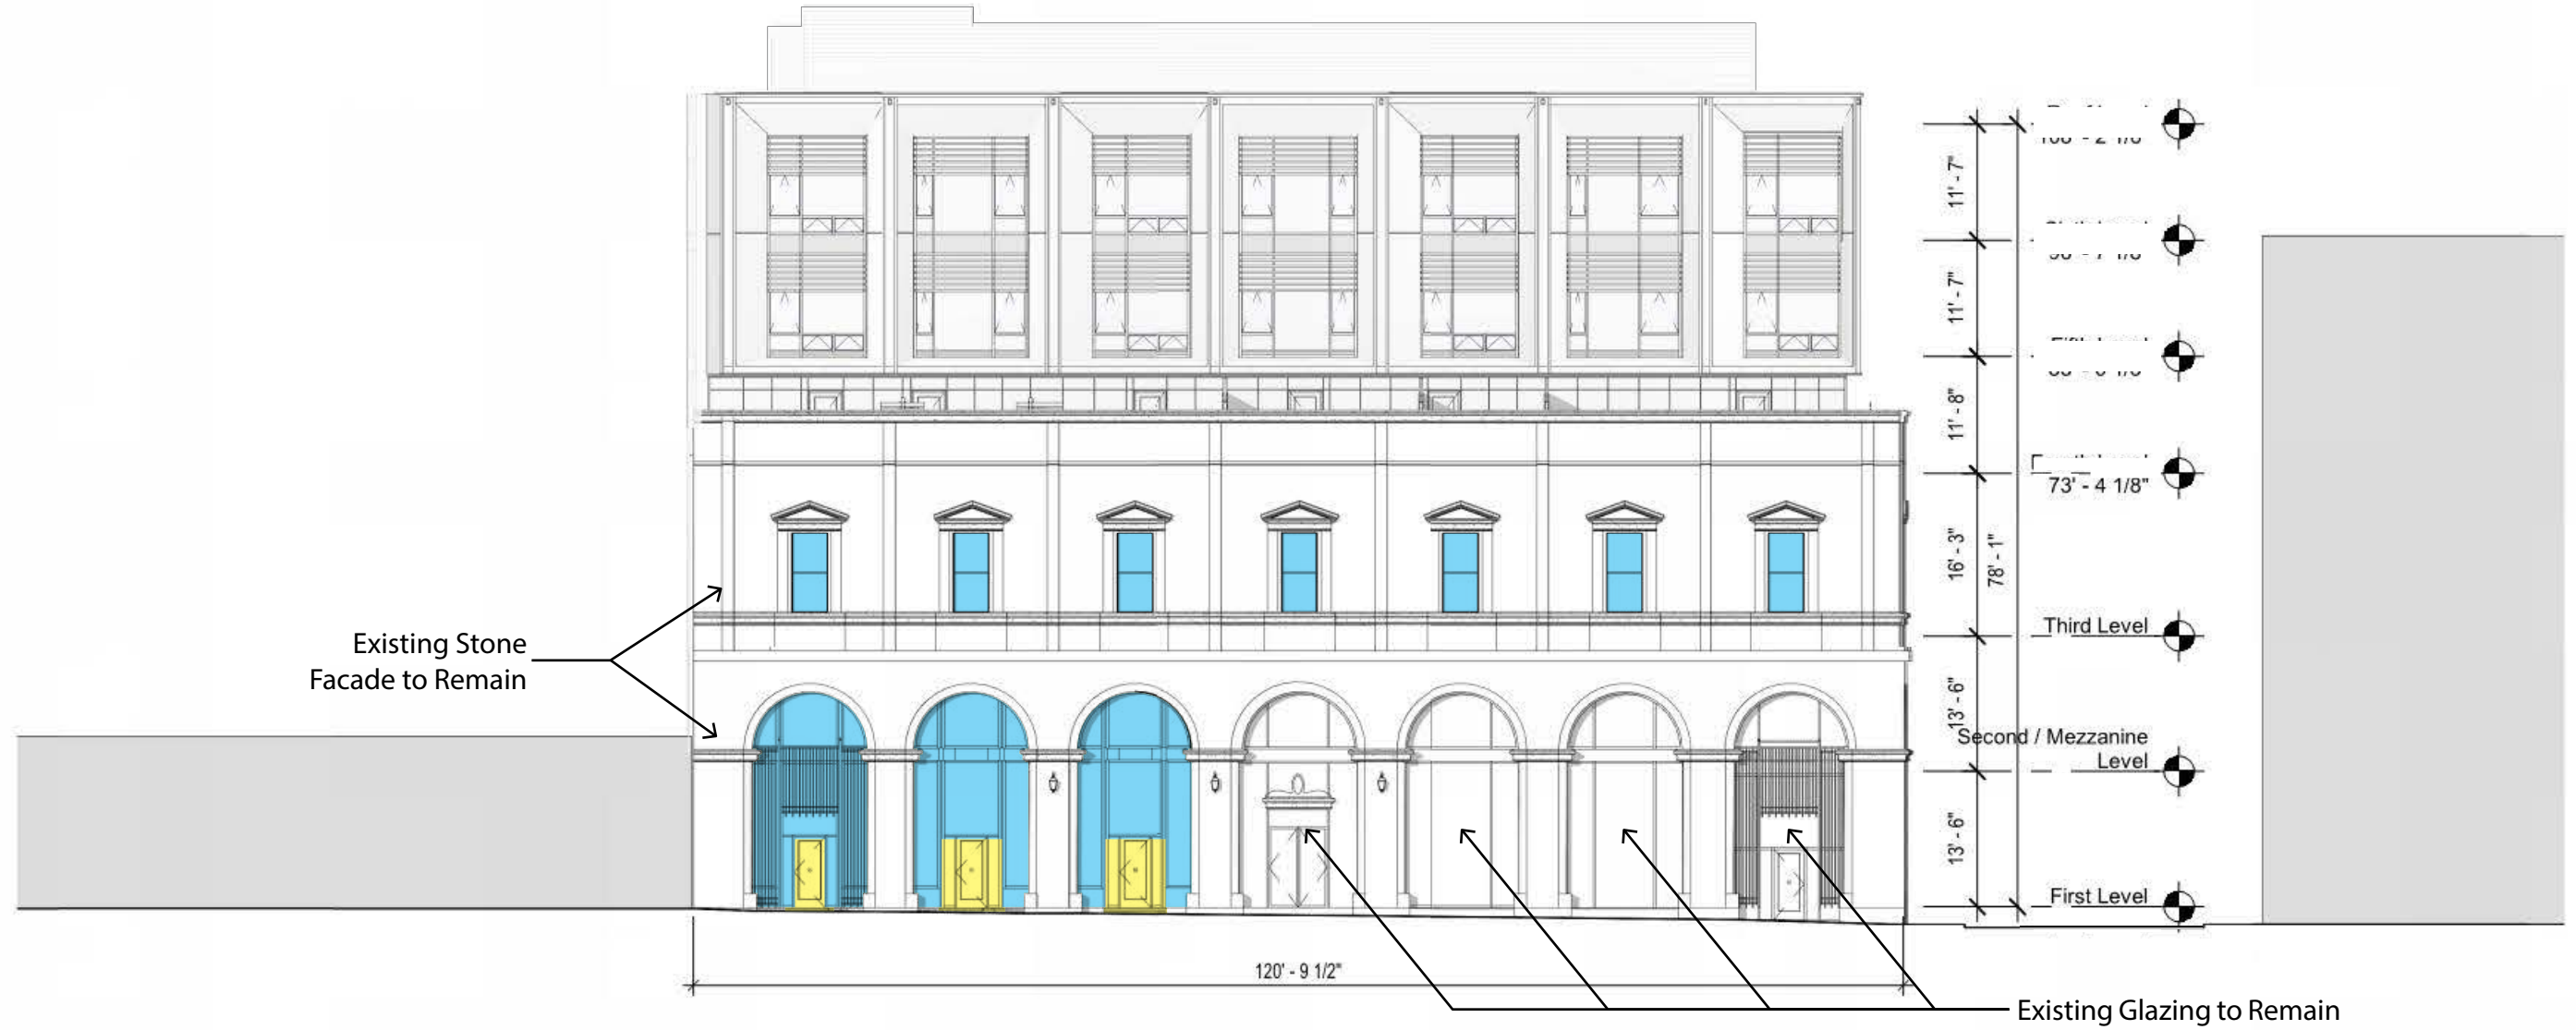 11' - 7"
11' - 7"
11' - 8"
73' - 4 1/8"
16' - 3"
78' - 1"
Third Level
Existing Stone
Facade to Remain
13' - 6"
Second / Mezzanine
Level
13' - 6"
First Level
120' - 9 1/2"
Existing Glazing to Remain